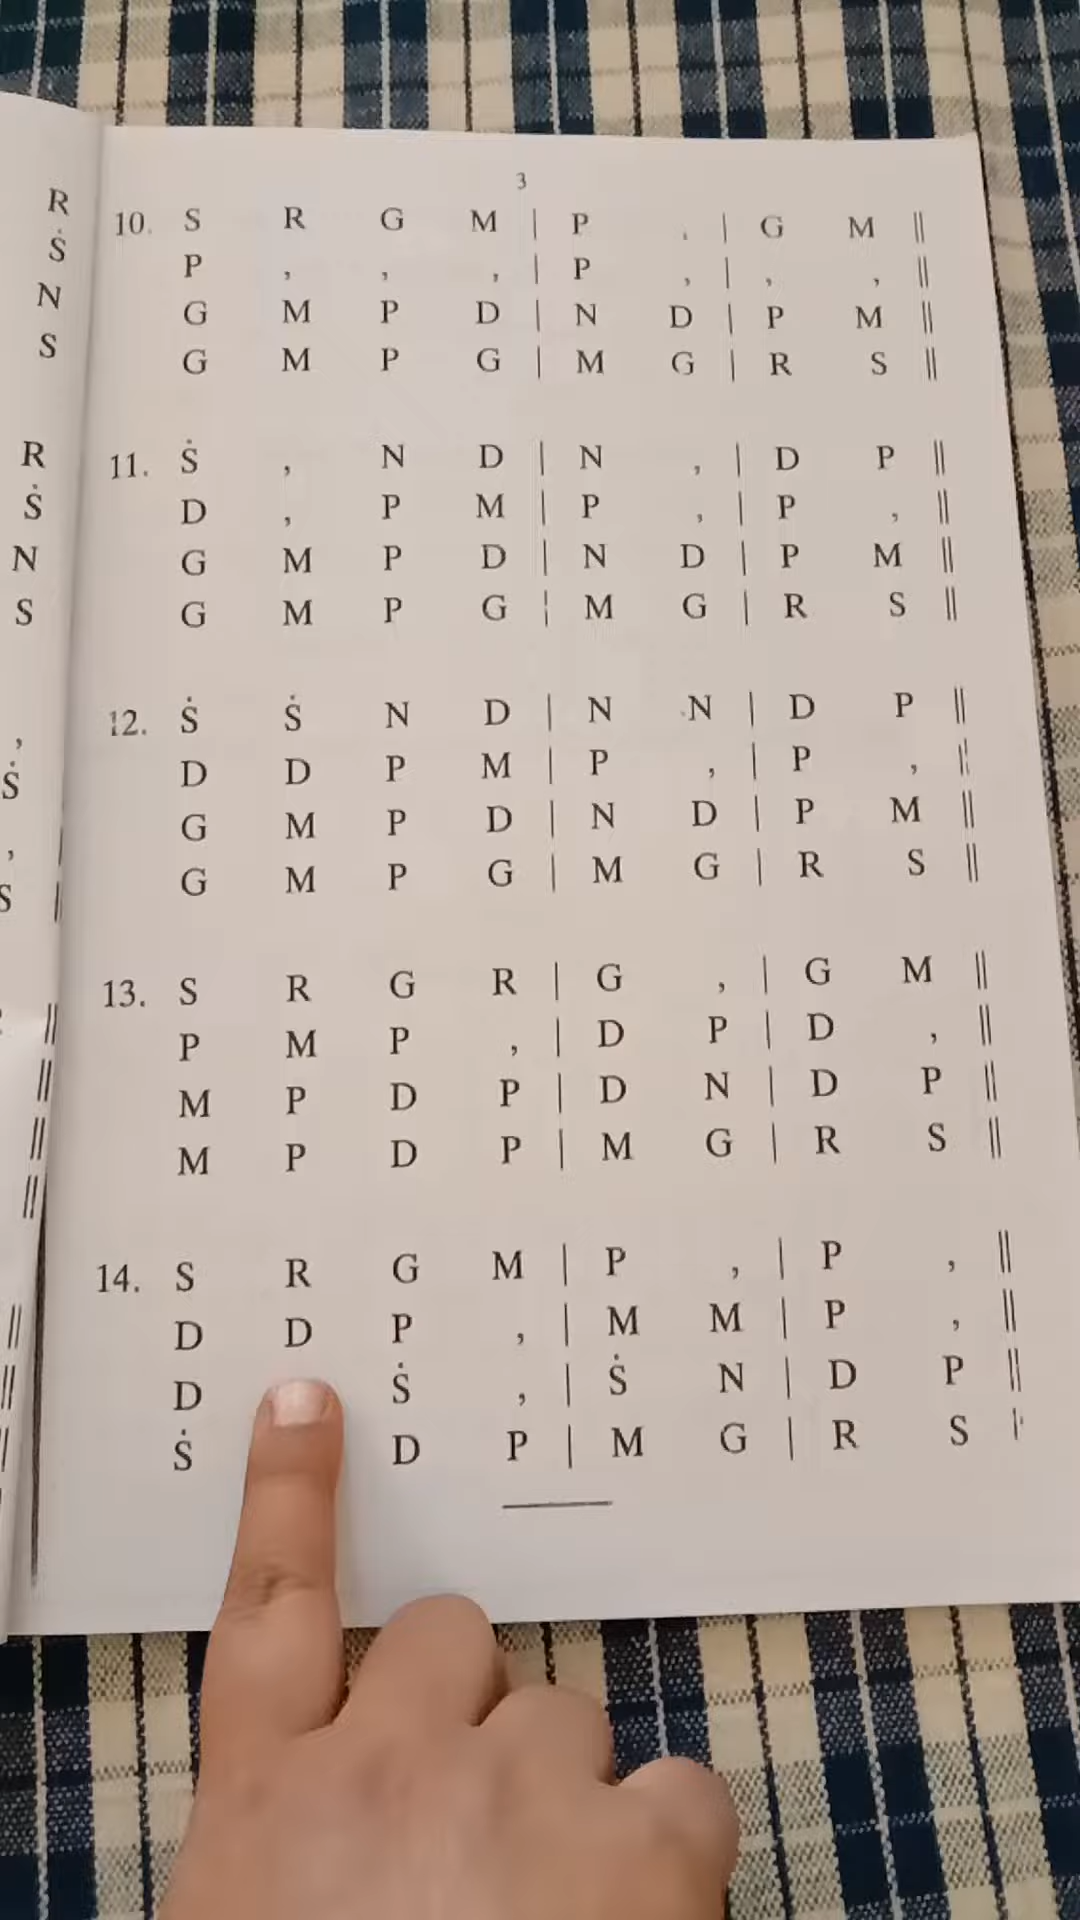 R
Ṡ
N
S
R
Ṡ
N
S
,
Ṡ
,
S |
||
||
||
||
||
||
|
3
10. S R G M | P , | G M ||
P , , , | P , | , , ||
G M P D | N D | P M ||
G M P G | M G | R S ||
11. Ṡ , N D | N , | D P ||
D , P M | P , | P , ||
G M P D | N D | P M ||
G M P G | M G | R S ||
12. Ṡ Ṡ N D | N N | D P ||
D D P M | P , | P , ||
G M P D | N D | P M ||
G M P G | M G | R S ||
13. S R G R | G , | G M ||
P M P , | D P | D , ||
M P D P | D N | D P ||
M P D P | M G | R S ||
14. S R G M | P , | P , ||
D D P , | M M | P , ||
D Ṡ , | Ṡ N | D P ||
Ṡ D P | M G | R S |